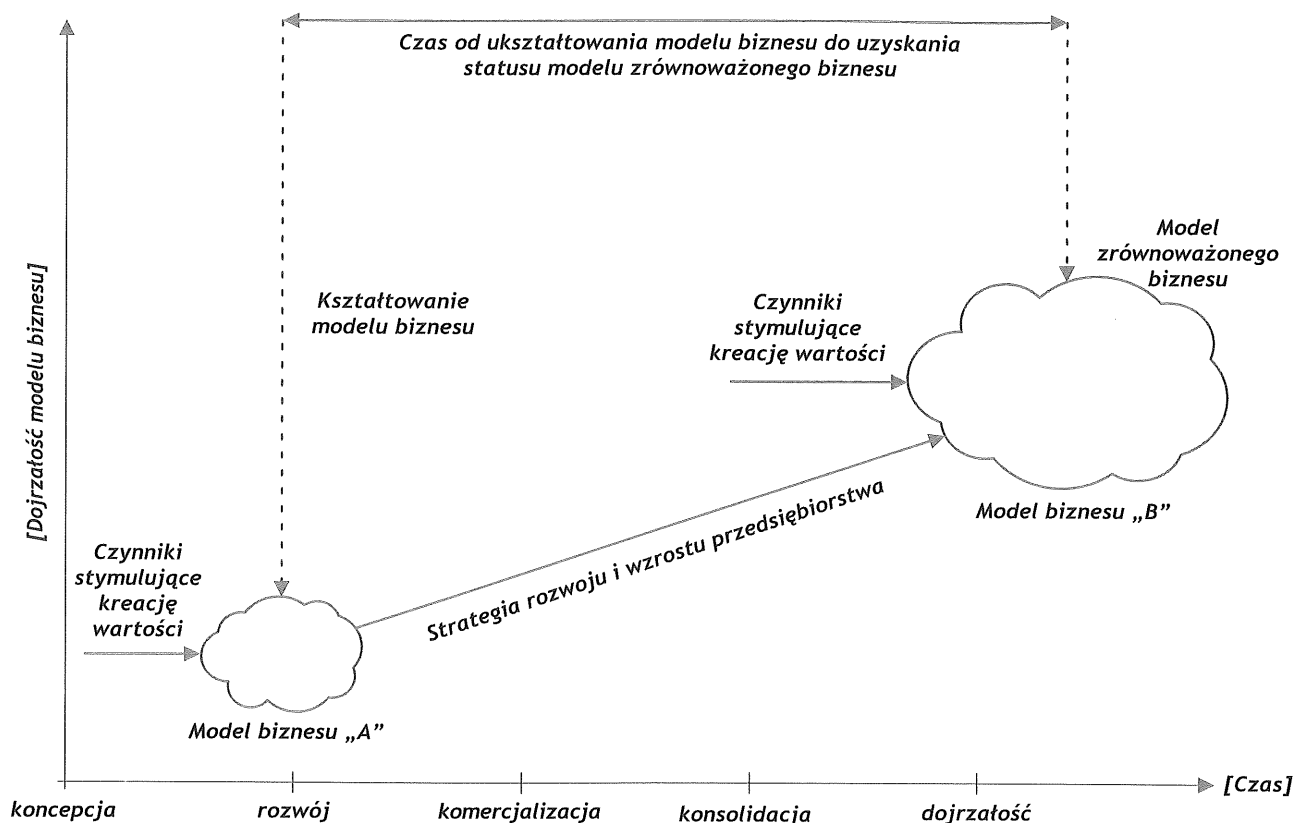 Czas od ukształtowania modelu biznesu do uzyskania
statusu modelu zrównoważonego biznesu
Model
zrównoważonego
biznesu
[Dojrzałość modelu biznesu]
Kształtowanie
modelu biznesu
Czynniki
stymulujące
kreację wartości
Model biznesu „B”
Strategia rozwoju i wzrostu przedsiębiorstwa
Czynniki
stymulujące
kreację
wartości
Model biznesu „A”
[Czas]
koncepcja
rozwój
komercjalizacja
konsolidacja
dojrzałość